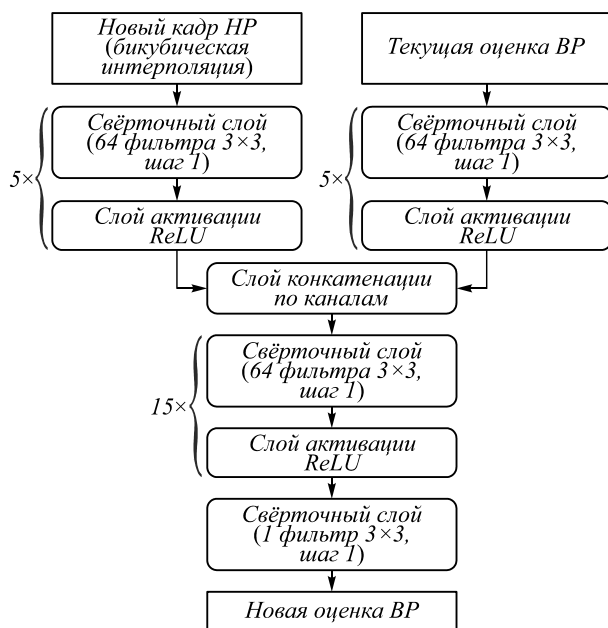 Новый кадр НР
(бикубическая
интерполяция)
Текущая оценка ВР
5×
Свёрточный слой
(64 фильтра 3×3,
шаг 1)
Слой активации
ReLU
5×
Свёрточный слой
(64 фильтра 3×3,
шаг 1)
Слой активации
ReLU
Слой конкатенации
по каналам
15×
Свёрточный слой
(64 фильтра 3×3,
шаг 1)
Слой активации
ReLU
Свёрточный слой
(1 фильтр 3×3,
шаг 1)
Новая оценка ВР